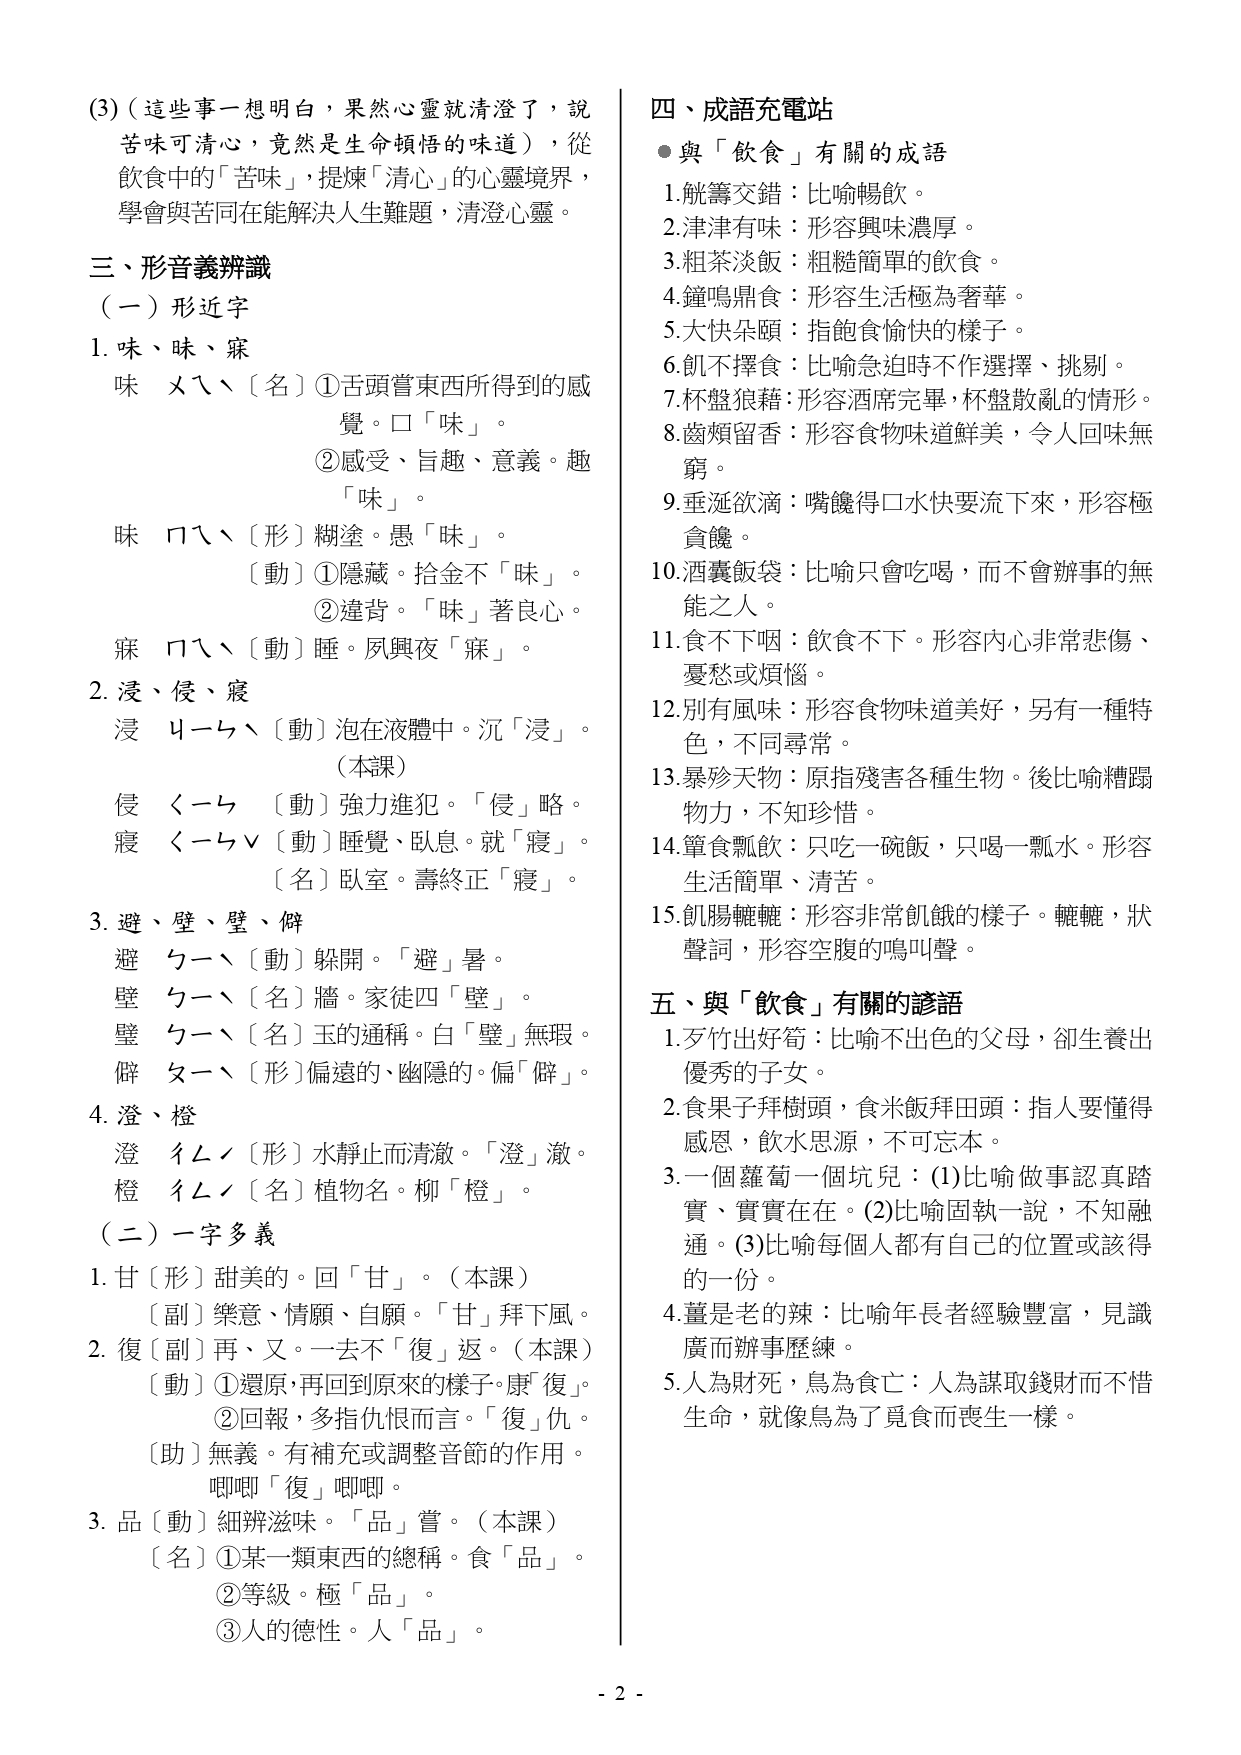 (3)（這些事一想明白，果然心靈就清澄了，說
苦味可清心，竟然是生命頓悟的味道），從
飲食中的「苦味」，提煉「清心」的心靈境界，
學會與苦同在能解決人生難題，清澄心靈。
三、形音義辨識
（一）形近字
1. 味、昧、寐
味　ㄨㄟˋ〔名〕①舌頭嘗東西所得到的感
覺。口「味」。
②感受、旨趣、意義。趣
「味」。
昧　ㄇㄟˋ〔形〕糊塗。愚「昧」。
〔動〕①隱藏。拾金不「昧」。
②違背。「昧」著良心。
寐　ㄇㄟˋ〔動〕睡。夙興夜「寐」。
2. 浸、侵、寢
浸　ㄐㄧㄣˋ〔動〕泡在液體中。沉「浸」。
（本課）
侵　ㄑㄧㄣ　〔動〕強力進犯。「侵」略。
寢　ㄑㄧㄣˇ〔動〕睡覺、臥息。就「寢」。
〔名〕臥室。壽終正「寢」。
3. 避、壁、璧、僻
避　ㄅㄧˋ〔動〕躲開。「避」暑。
壁　ㄅㄧˋ〔名〕牆。家徒四「壁」。
璧　ㄅㄧˋ〔名〕玉的通稱。白「璧」無瑕。
僻　ㄆㄧˋ〔形〕偏遠的、幽隱的。偏「僻」。
4. 澄、橙
澄　ㄔㄥˊ〔形〕水靜止而清澈。「澄」澈。
橙　ㄔㄥˊ〔名〕植物名。柳「橙」。
（二）一字多義
1. 甘〔形〕甜美的。回「甘」。（本課）
〔副〕樂意、情願、自願。「甘」拜下風。
2. 復〔副〕再、又。一去不「復」返。（本課）
〔動〕①還原，再回到原來的樣子。康「復」。
②回報，多指仇恨而言。「復」仇。
〔助〕無義。有補充或調整音節的作用。
唧唧「復」唧唧。
3. 品〔動〕細辨滋味。「品」嘗。（本課）
〔名〕①某一類東西的總稱。食「品」。
②等級。極「品」。
③人的德性。人「品」。
四、成語充電站
●與「飲食」有關的成語
1.觥籌交錯：比喻暢飲。
2.津津有味：形容興味濃厚。
3.粗茶淡飯：粗糙簡單的飲食。
4.鐘鳴鼎食：形容生活極為奢華。
5.大快朵頤：指飽食愉快的樣子。
6.飢不擇食：比喻急迫時不作選擇、挑剔。
7.杯盤狼藉：形容酒席完畢，杯盤散亂的情形。
8.齒頰留香：形容食物味道鮮美，令人回味無
窮。
9.垂涎欲滴：嘴饞得口水快要流下來，形容極
貪饞。
10.酒囊飯袋：比喻只會吃喝，而不會辦事的無
能之人。
11.食不下咽：飲食不下。形容內心非常悲傷、
憂愁或煩惱。
12.別有風味：形容食物味道美好，另有一種特
色，不同尋常。
13.暴殄天物：原指殘害各種生物。後比喻糟蹋
物力，不知珍惜。
14.簞食瓢飲：只吃一碗飯，只喝一瓢水。形容
生活簡單、清苦。
15.飢腸轆轆：形容非常飢餓的樣子。轆轆，狀
聲詞，形容空腹的鳴叫聲。
五、與「飲食」有關的諺語
1.歹竹出好筍：比喻不出色的父母，卻生養出
優秀的子女。
2.食果子拜樹頭，食米飯拜田頭：指人要懂得
感恩，飲水思源，不可忘本。
3.一個蘿蔔一個坑兒：(1)比喻做事認真踏
實、實實在在。(2)比喻固執一說，不知融
通。(3)比喻每個人都有自己的位置或該得
的一份。
4.薑是老的辣：比喻年長者經驗豐富，見識
廣而辦事歷練。
5.人為財死，鳥為食亡：人為謀取錢財而不惜
生命，就像鳥為了覓食而喪生一樣。
- 2 -